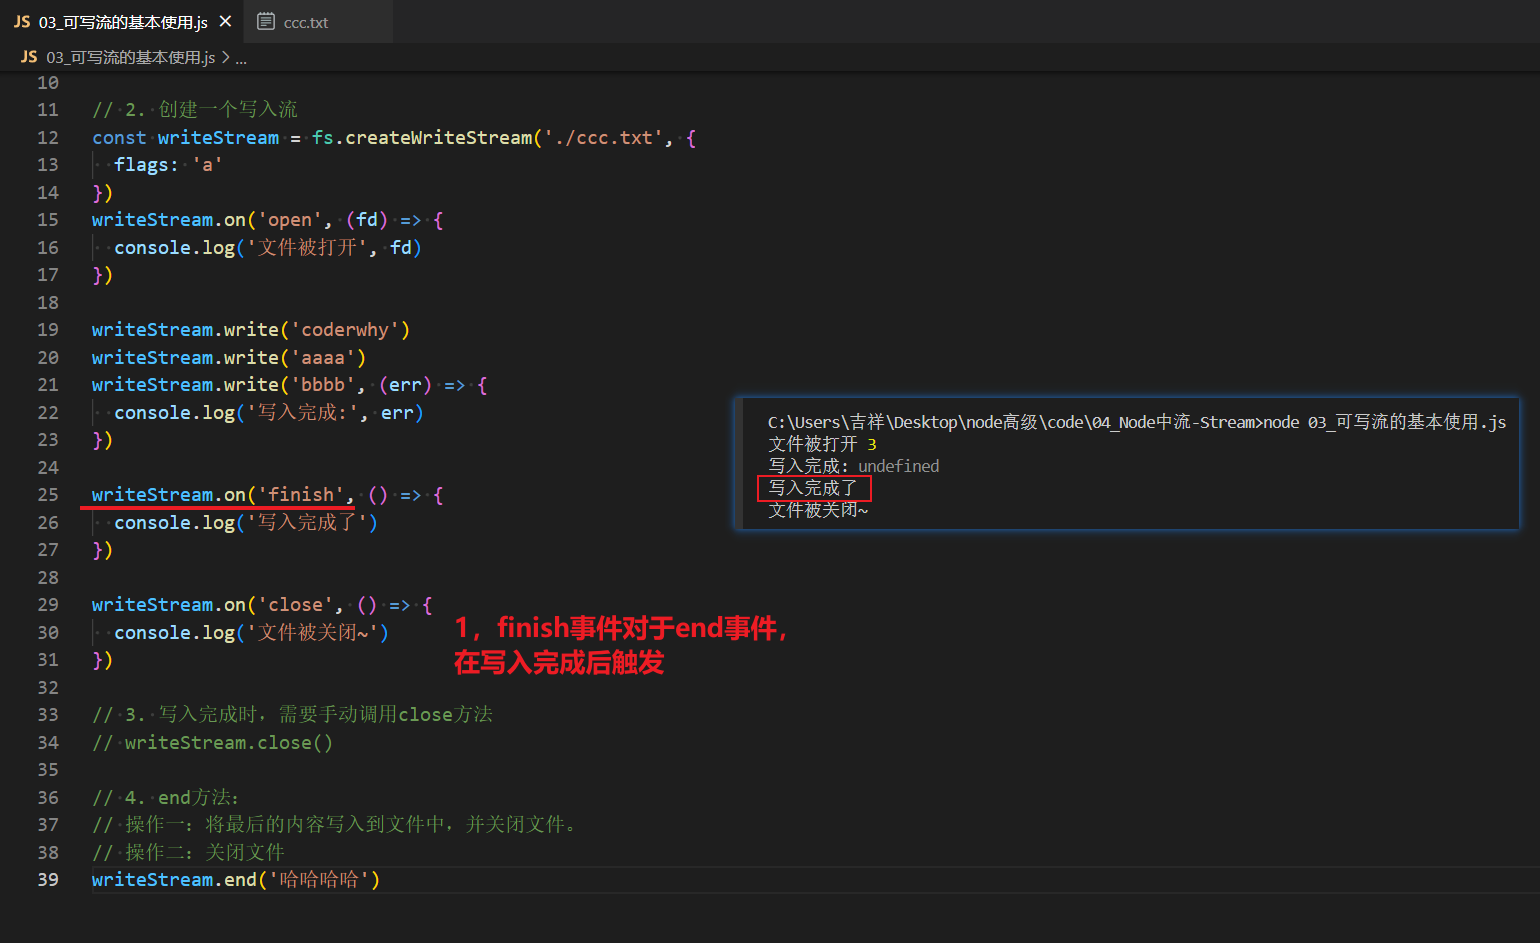 JS 03_可写流的基本使用.js ×
ccc.txt
JS 03_可写流的基本使用.js > ...
10
11 // 2. 创建一个写入流
12 const writeStream = fs.createWriteStream('./ccc.txt', {
13   flags: 'a'
14 })
15 writeStream.on('open', (fd) => {
16   console.log('文件被打开', fd)
17 })
18
19 writeStream.write('coderwhy')
20 writeStream.write('aaaa')
21 writeStream.write('bbbb', (err) => {
22   console.log('写入完成:', err)
23 })
24
25 writeStream.on('finish', () => {
26   console.log('写入完成了')
27 })
28
29 writeStream.on('close', () => {
30   console.log('文件被关闭~')
31 })
32
33 // 3. 写入完成时，需要手动调用close方法
34 // writeStream.close()
35
36 // 4. end方法：
37 // 操作一：将最后的内容写入到文件中，并关闭文件。
38 // 操作二：关闭文件
39 writeStream.end('哈哈哈哈')
C:\Users\吉祥\Desktop\node高级\code\04_Node中流-Stream>node 03_可写流的基本使用.js
文件被打开 3
写入完成: undefined
写入完成了
文件被关闭~
1，finish事件对于end事件，
在写入完成后触发